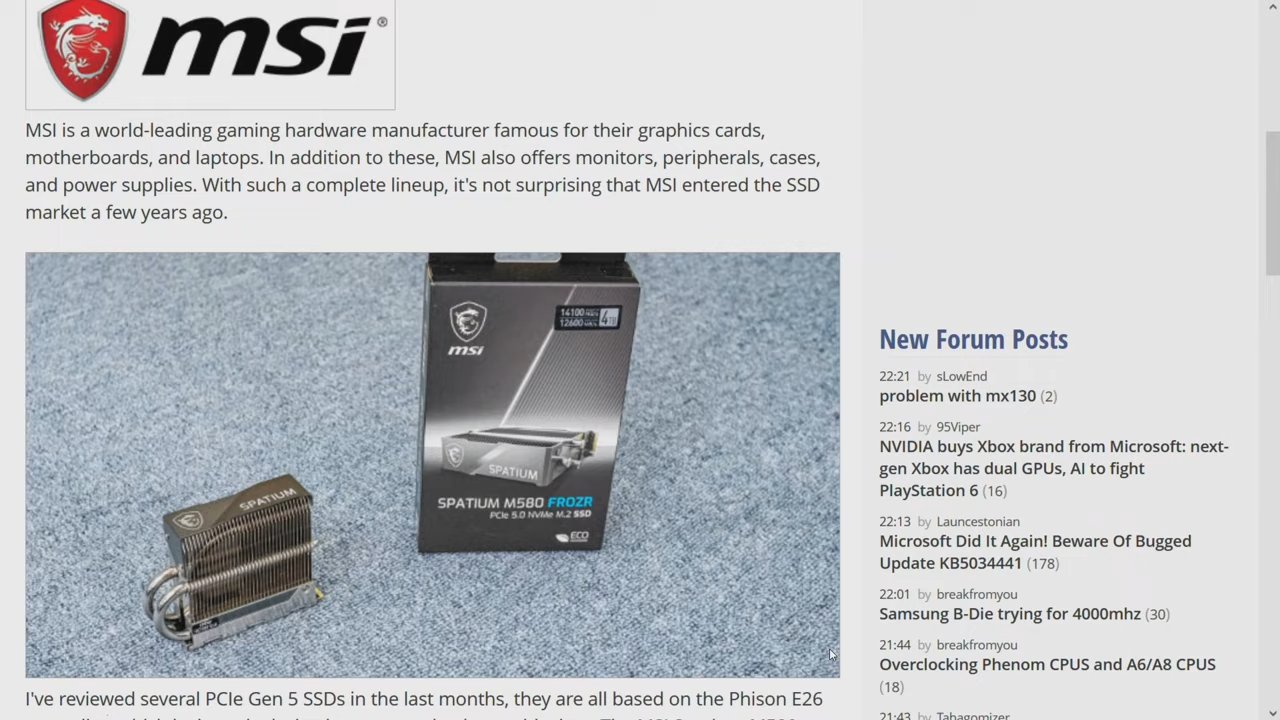 msi®
MSI is a world-leading gaming hardware manufacturer famous for their graphics cards,
motherboards, and laptops. In addition to these, MSI also offers monitors, peripherals, cases,
and power supplies. With such a complete lineup, it's not surprising that MSI entered the SSD
market a few years ago.
14100
12600
4TB
msi
SPATIUM
SPATIUM M580 FROZR
PCIe 5.0 NVMe M.2 SSD
ECO
SPATIUM
I've reviewed several PCIe Gen 5 SSDs in the last months, they are all based on the Phison E26
New Forum Posts
22:21 by sLowEnd
problem with mx130 (2)
22:16 by 95Viper
NVIDIA buys Xbox brand from Microsoft: next-
gen Xbox has dual GPUs, AI to fight
PlayStation 6 (16)
22:13 by Launcestonian
Microsoft Did It Again! Beware Of Bugged
Update KB5034441 (178)
22:01 by breakfromyou
Samsung B-Die trying for 4000mhz (30)
21:44 by breakfromyou
Overclocking Phenom CPUS and A6/A8 CPUS
(18)
21:43 by Tabagomizer